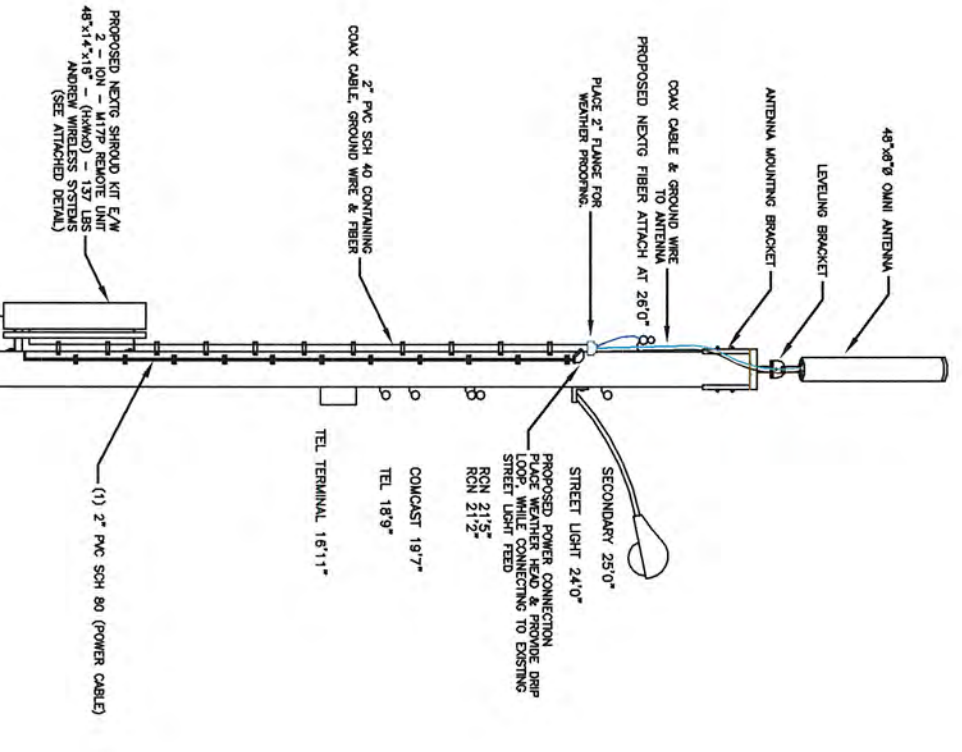 48"x8"Ø OMNI ANTENNA
LEVELING BRACKET
ANTENNA MOUNTING BRACKET
COAX CABLE & GROUND WIRE
TO ANTENNA
PROPOSED NEXTG FIBER ATTACH AT 26'0"
PLACE 2" FLANGE FOR
WEATHER PROOFING.
2" PVC SCH 40 CONTAINING
COAX CABLE, GROUND WIRE & FIBER
PROPOSED NEXTG SHROUD KIT E/W
2 - ION - M17P REMOTE UNIT
48"x14"x16" - (HxWxD) - 137 LBS
ANDREW WIRELESS SYSTEMS
(SEE ATTACHED DETAIL)
SECONDARY 25'0"
STREET LIGHT 24'0"
PROPOSED POWER CONNECTION
PLACE WEATHER HEAD & PROVIDE DRIP
LOOP, WHILE CONNECTING TO EXISTING
STREET LIGHT FEED
RCN 21'5"
RCN 21'2"
COMCAST 19'7"
TEL 18'9"
TEL TERMINAL 16'11"
(1) 2" PVC SCH 80 (POWER CABLE)